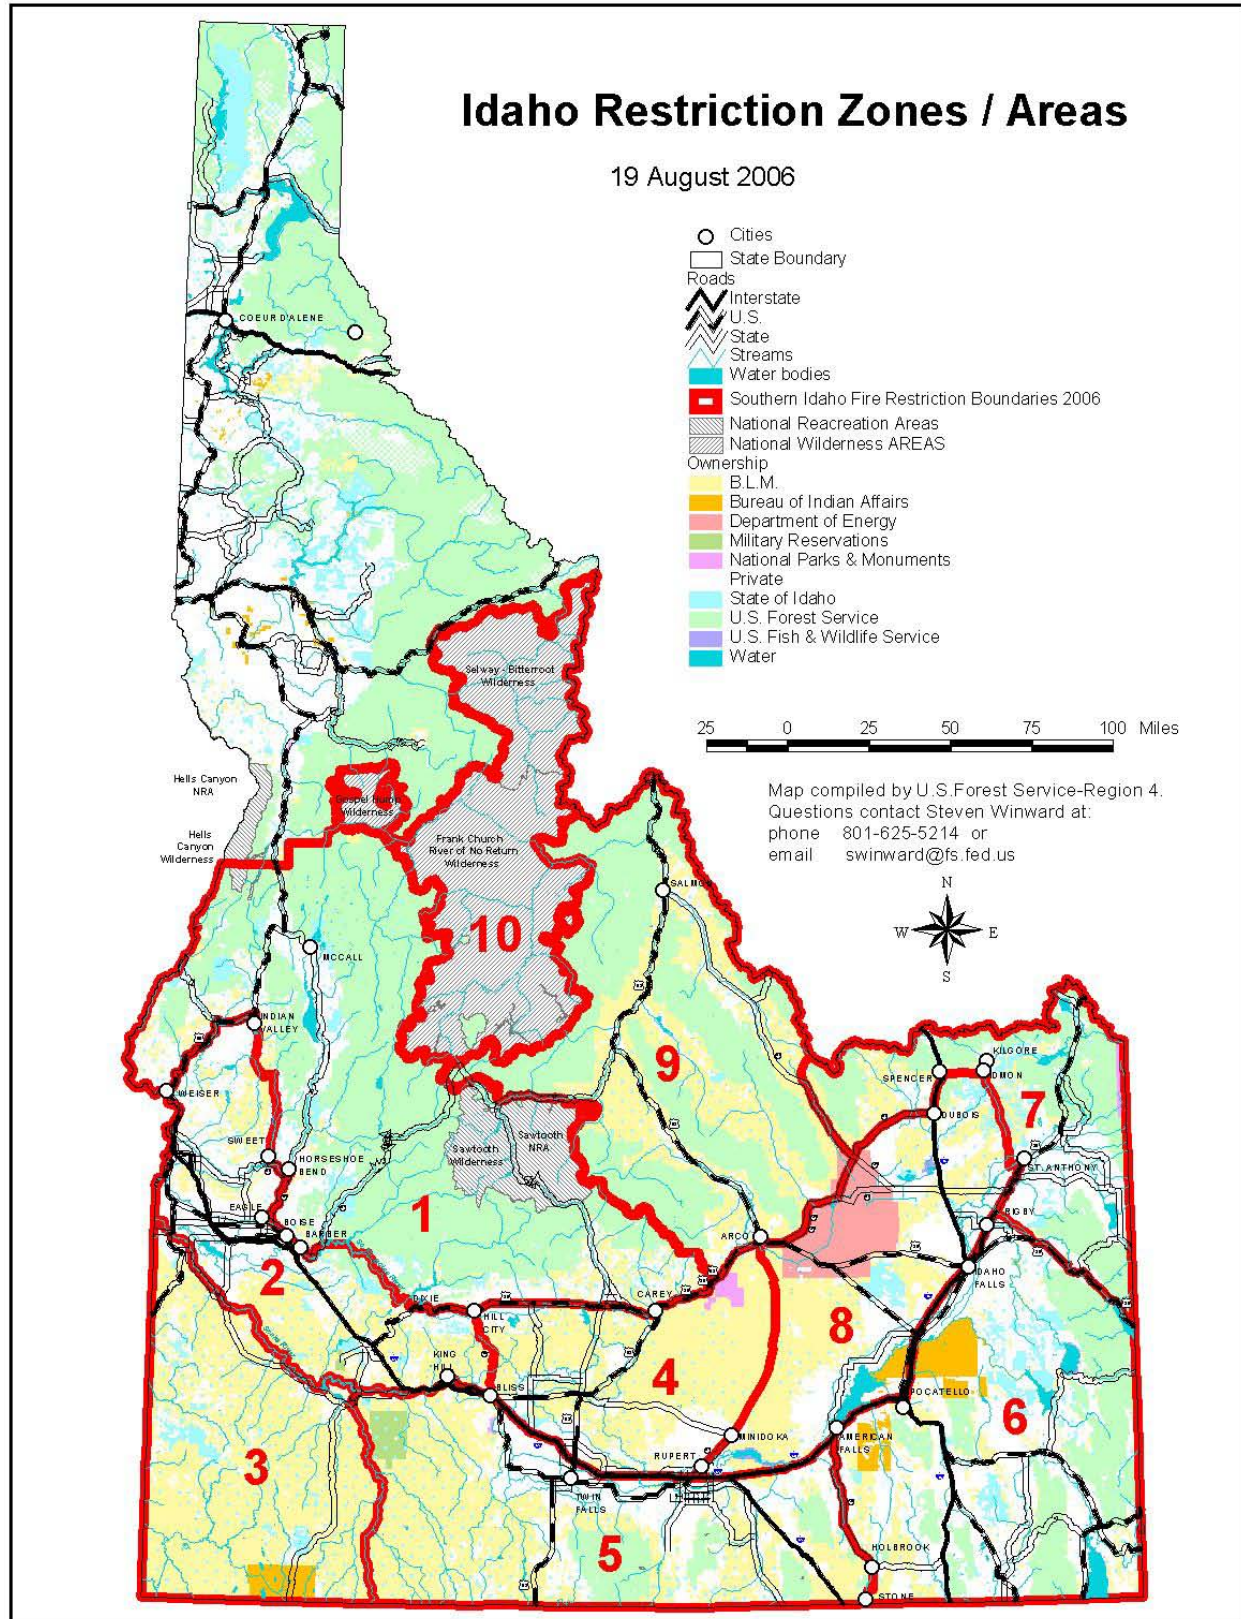 Idaho Restriction Zones / Areas
19 August 2006
Cities
State Boundary
Roads
Interstate
U.S.
State
Streams
Water bodies
Southern Idaho Fire Restriction Boundaries 2006
National Reacreation Areas
National Wilderness AREAS
Ownership
B.L.M.
Bureau of Indian Affairs
Department of Energy
Military Reservations
National Parks & Monuments
Private
State of Idaho
U.S. Forest Service
U.S. Fish & Wildlife Service
Water
25 0 25 50 75 100 Miles
Map compiled by U.S.Forest Service-Region 4.
Questions contact Steven Winward at:
phone 801-625-5214 or
email swinward@fs.fed.us
N
W E
S
COEUR D'ALENE
Selway - Bitterroot
Wilderness
Hells Canyon
NRA
Gospel Hump
Wilderness
Hells
Canyon
Wilderness
Frank Church
River of No Return
Wilderness
10
SALMON
MCCALL
INDIAN
VALLEY
9
KILGORE
SPENCER
IDMON
WEISER
7
DUBOIS
SWEET
HORSESHOE
BEND
Sawtooth
NRA
Sawtooth
Wilderness
ST. ANTHONY
EAGLE
BOISE
BARBER
1
RIGBY
ARCO
IDAHO
FALLS
2
DIXIE
HILL
CITY
CAREY
8
KING
HILL
BLISS
4
POCATELLO
6
3
MINIDOKA
AMERICAN
FALLS
RUPERT
TWIN
FALLS
5
HOLBROOK
STONE